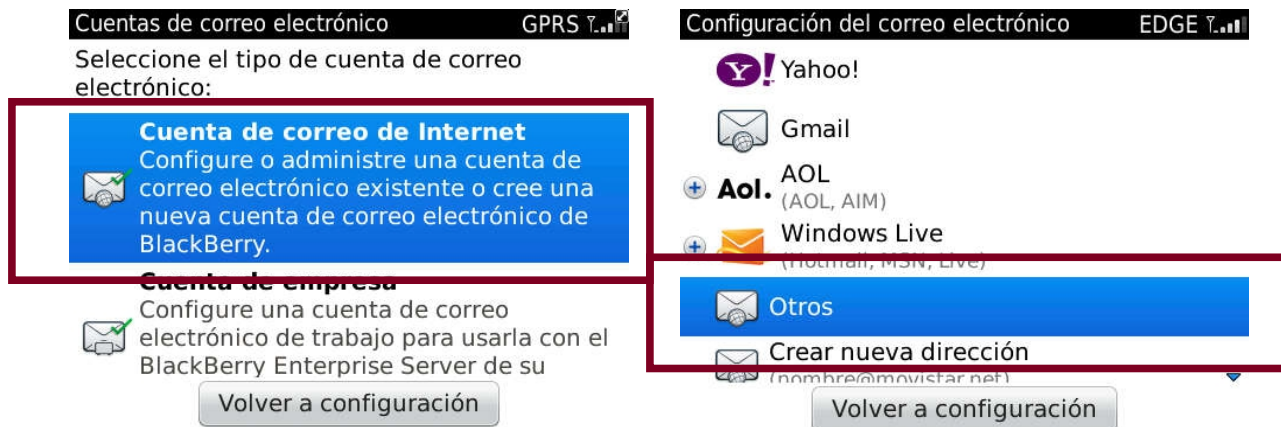 Cuentas de correo electrónico GPRS
Seleccione el tipo de cuenta de correo
electrónico:
Cuenta de correo de Internet
Configure o administre una cuenta de
correo electrónico existente o cree una
nueva cuenta de correo electrónico de
BlackBerry.
Cuenta de empresa
Configure una cuenta de correo
electrónico de trabajo para usarla con el
BlackBerry Enterprise Server de su
Volver a configuración
Configuración del correo electrónico EDGE
Y! Yahoo!
Gmail
Aol. AOL
(AOL, AIM)
Windows Live
(Hotmail, MSN, Live)
Otros
Crear nueva dirección
(nombre@movistar.net)
Volver a configuración